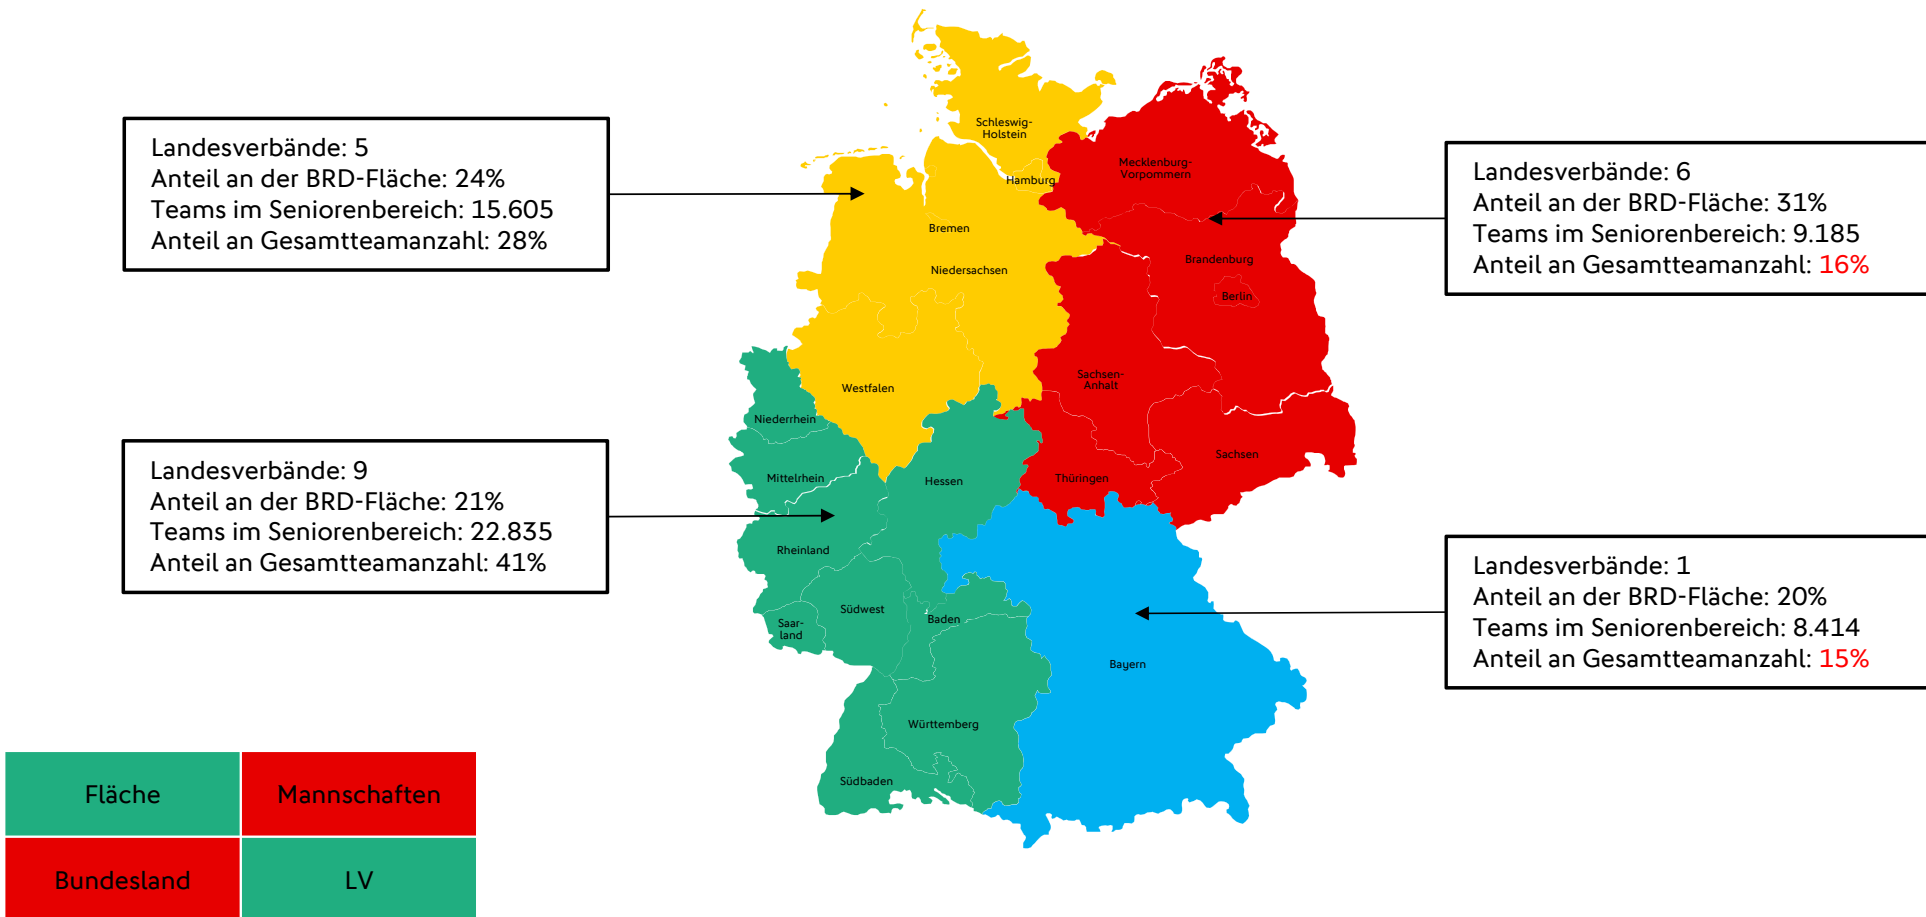 Landesverbände: 5
Anteil an der BRD-Fläche: 24%
Teams im Seniorenbereich: 15.605
Anteil an Gesamtteamanzahl: 28%
Landesverbände: 9
Anteil an der BRD-Fläche: 21%
Teams im Seniorenbereich: 22.835
Anteil an Gesamtteamanzahl: 41%
Schleswig-
Holstein
Hamburg
Mecklenburg-
Vorpommern
Bremen
Niedersachsen
Brandenburg
Berlin
Westfalen
Sachsen-
Anhalt
Niederrhein
Mittelrhein
Hessen
Thüringen
Sachsen
Rheinland
Südwest
Saar-
land
Baden
Bayern
Württemberg
Südbaden
Landesverbände: 6
Anteil an der BRD-Fläche: 31%
Teams im Seniorenbereich: 9.185
Anteil an Gesamtteamanzahl: 16%
Landesverbände: 1
Anteil an der BRD-Fläche: 20%
Teams im Seniorenbereich: 8.414
Anteil an Gesamtteamanzahl: 15%
Fläche
Mannschaften
Bundesland
LV